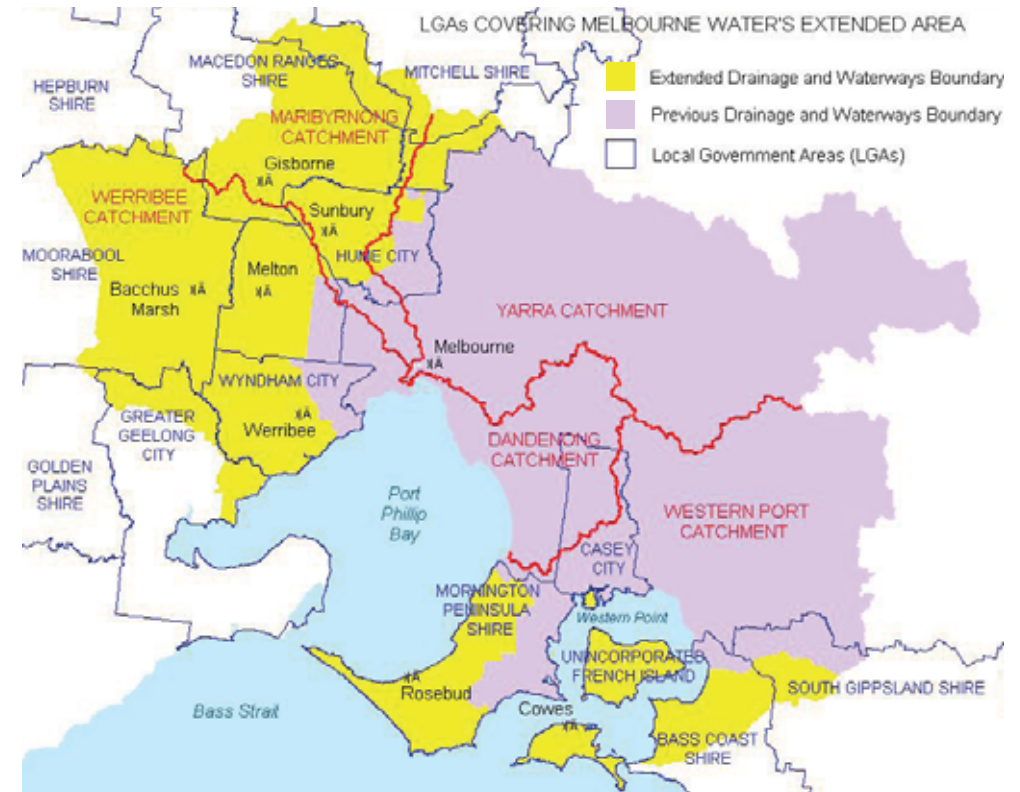 LGAs COVERING MELBOURNE WATER'S EXTENDED AREA
Extended Drainage and Waterways Boundary
Previous Drainage and Waterways Boundary
Local Government Areas (LGAs)
MACEDON RANGES
SHIRE
MITCHELL SHIRE
HEPBURN
SHIRE
MARIBYRNONG
CATCHMENT
Gisborne
WERRIBEE
CATCHMENT
Sunbury
HUME CITY
MOORABOOL
SHIRE
Melton
Bacchus
Marsh
YARRA CATCHMENT
Melbourne
WYNDHAM CITY
Werribee
GREATER
GEELONG
CITY
DANDENONG
CATCHMENT
GOLDEN
PLAINS
SHIRE
Port
Phillip
Bay
WESTERN PORT
CATCHMENT
CASEY
CITY
MORNINGTON
PENINSULA
SHIRE
Western Point
UNINCORPORATED
FRENCH ISLAND
SOUTH GIPPSLAND SHIRE
Rosebud
Bass Strait
Cowes
BASS COAST
SHIRE